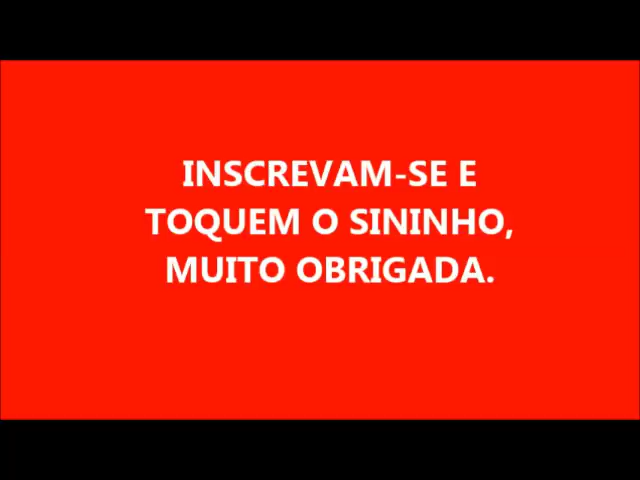 INSCREVAM-SE E
TOQUEM O SININHO,
MUITO OBRIGADA.